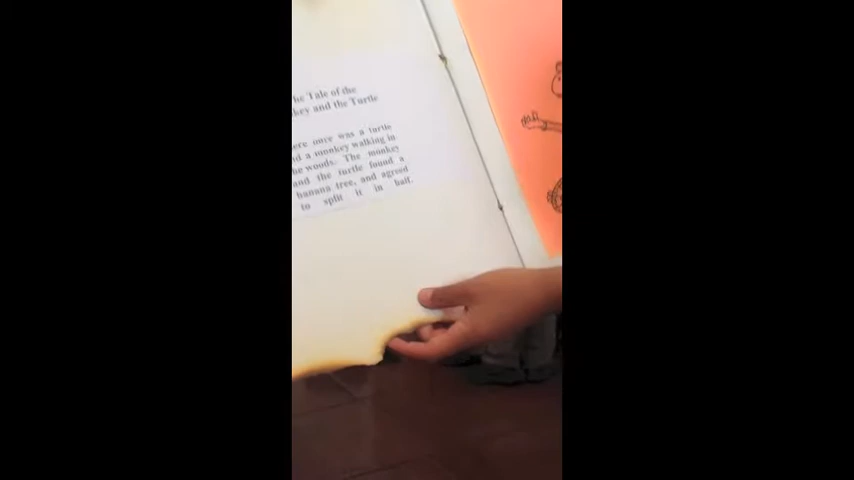 he Tale of the
key and the Turtle
ere once was a turtle
nd a monkey walking in
he woods. The monkey
and the turtle found a
banana tree, and agreed
to split it in half.